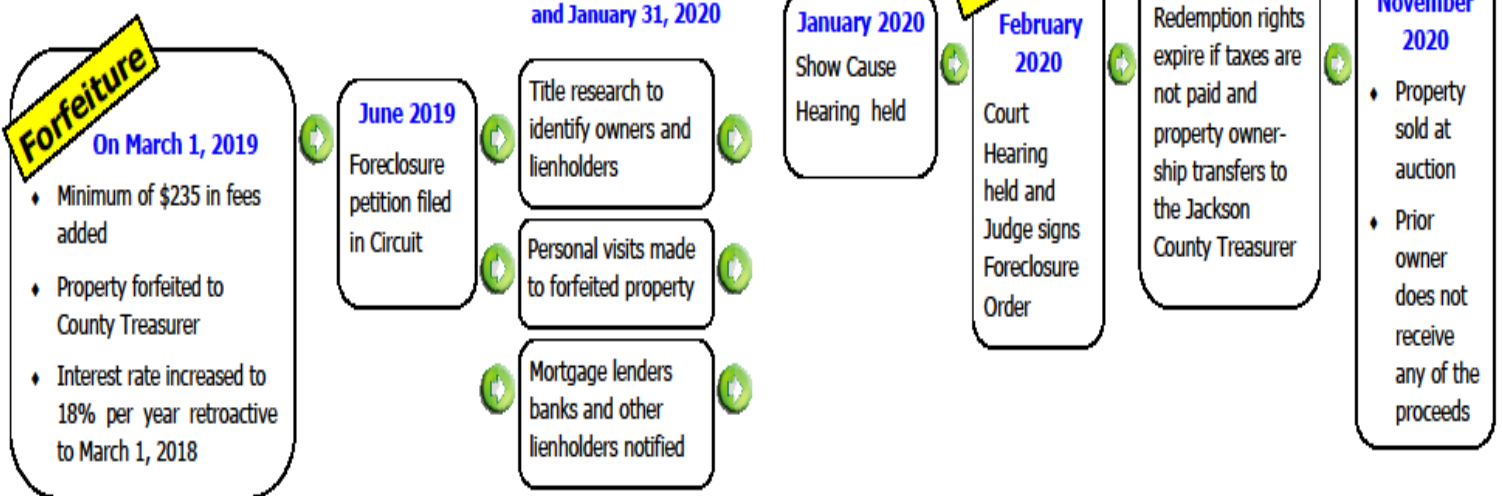 Forfeiture
On March 1, 2019
♦ Minimum of $235 in fees
added
♦ Property forfeited to
County Treasurer
♦ Interest rate increased to
18% per year retroactive
to March 1, 2018
June 2019
Foreclosure
petition filed
in Circuit
and January 31, 2020
Title research to
identify owners and
lienholders
Personal visits made
to forfeited property
Mortgage lenders
banks and other
lienholders notified
January 2020
Show Cause
Hearing held
February
2020
Court
Hearing
held and
Judge signs
Foreclosure
Order
Redemption rights
expire if taxes are
not paid and
property owner-
ship transfers to
the Jackson
County Treasurer
November
2020
♦ Property
sold at
auction
♦ Prior
owner
does not
receive
any of the
proceeds